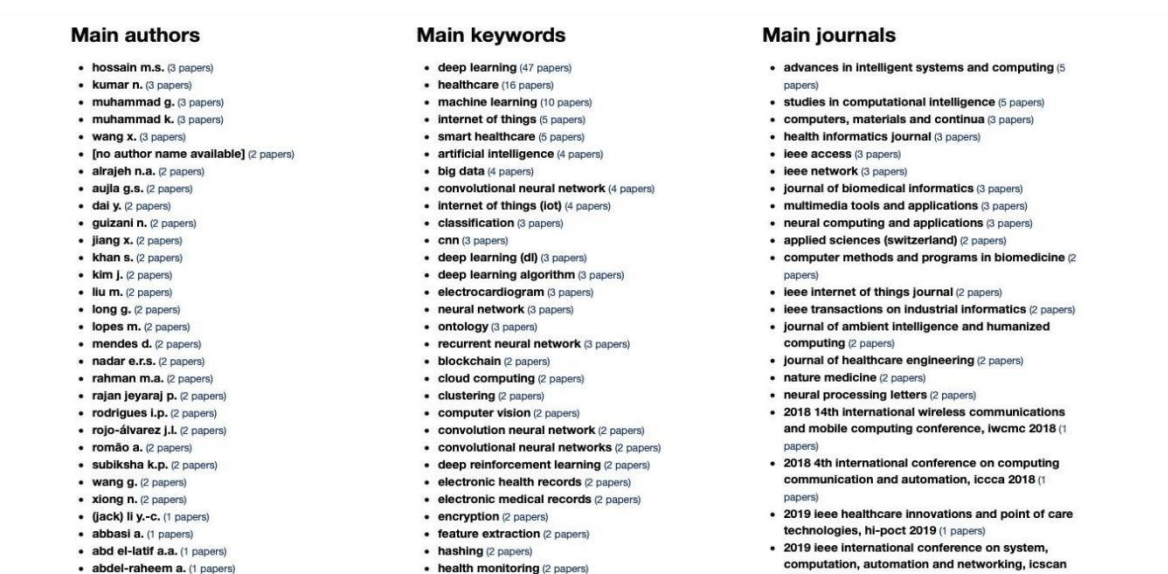 Main authors
hossain m.s. (3 papers)
kumar n. (3 papers)
muhammad g. (3 papers)
muhammad k. (3 papers)
wang x. (3 papers)
[no author name available] (2 papers)
alrajeh n.a. (2 papers)
aujla g.s. (2 papers)
dai y. (2 papers)
guizani n. (2 papers)
jiang x. (2 papers)
khan s. (2 papers)
kim j. (2 papers)
liu m. (2 papers)
long g. (2 papers)
lopes m. (2 papers)
mendes d. (2 papers)
nadar e.r.s. (2 papers)
rahman m.a. (2 papers)
rajan jeyaraj p. (2 papers)
rodrigues i.p. (2 papers)
rojo-álvarez j.l. (2 papers)
romão a. (2 papers)
subiksha k.p. (2 papers)
wang g. (2 papers)
xiong n. (2 papers)
(jack) li y.-c. (1 papers)
abbasi a. (1 papers)
abd el-latif a.a. (1 papers)
abdel-raheem a. (1 papers)
Main keywords
deep learning (47 papers)
healthcare (16 papers)
machine learning (10 papers)
internet of things (5 papers)
smart healthcare (5 papers)
artificial intelligence (4 papers)
big data (4 papers)
convolutional neural network (4 papers)
internet of things (iot) (4 papers)
classification (3 papers)
cnn (3 papers)
deep learning (dl) (3 papers)
deep learning algorithm (3 papers)
electrocardiogram (3 papers)
neural network (3 papers)
ontology (3 papers)
recurrent neural network (3 papers)
blockchain (2 papers)
cloud computing (2 papers)
clustering (2 papers)
computer vision (2 papers)
convolution neural network (2 papers)
convolutional neural networks (2 papers)
deep reinforcement learning (2 papers)
electronic health records (2 papers)
electronic medical records (2 papers)
encryption (2 papers)
feature extraction (2 papers)
hashing (2 papers)
health monitoring (2 papers)
Main journals
advances in intelligent systems and computing (5
papers)
studies in computational intelligence (5 papers)
computers, materials and continua (3 papers)
health informatics journal (3 papers)
ieee access (3 papers)
ieee network (3 papers)
journal of biomedical informatics (3 papers)
multimedia tools and applications (3 papers)
neural computing and applications (3 papers)
applied sciences (switzerland) (2 papers)
computer methods and programs in biomedicine (2
papers)
ieee internet of things journal (2 papers)
ieee transactions on industrial informatics (2 papers)
journal of ambient intelligence and humanized
computing (2 papers)
journal of healthcare engineering (2 papers)
nature medicine (2 papers)
neural processing letters (2 papers)
2018 14th international wireless communications
and mobile computing conference, iwcmc 2018 (1
papers)
2018 4th international conference on computing
communication and automation, iccca 2018 (1
papers)
2019 ieee healthcare innovations and point of care
technologies, hi-poct 2019 (1 papers)
2019 ieee international conference on system,
computation, automation and networking, icscan